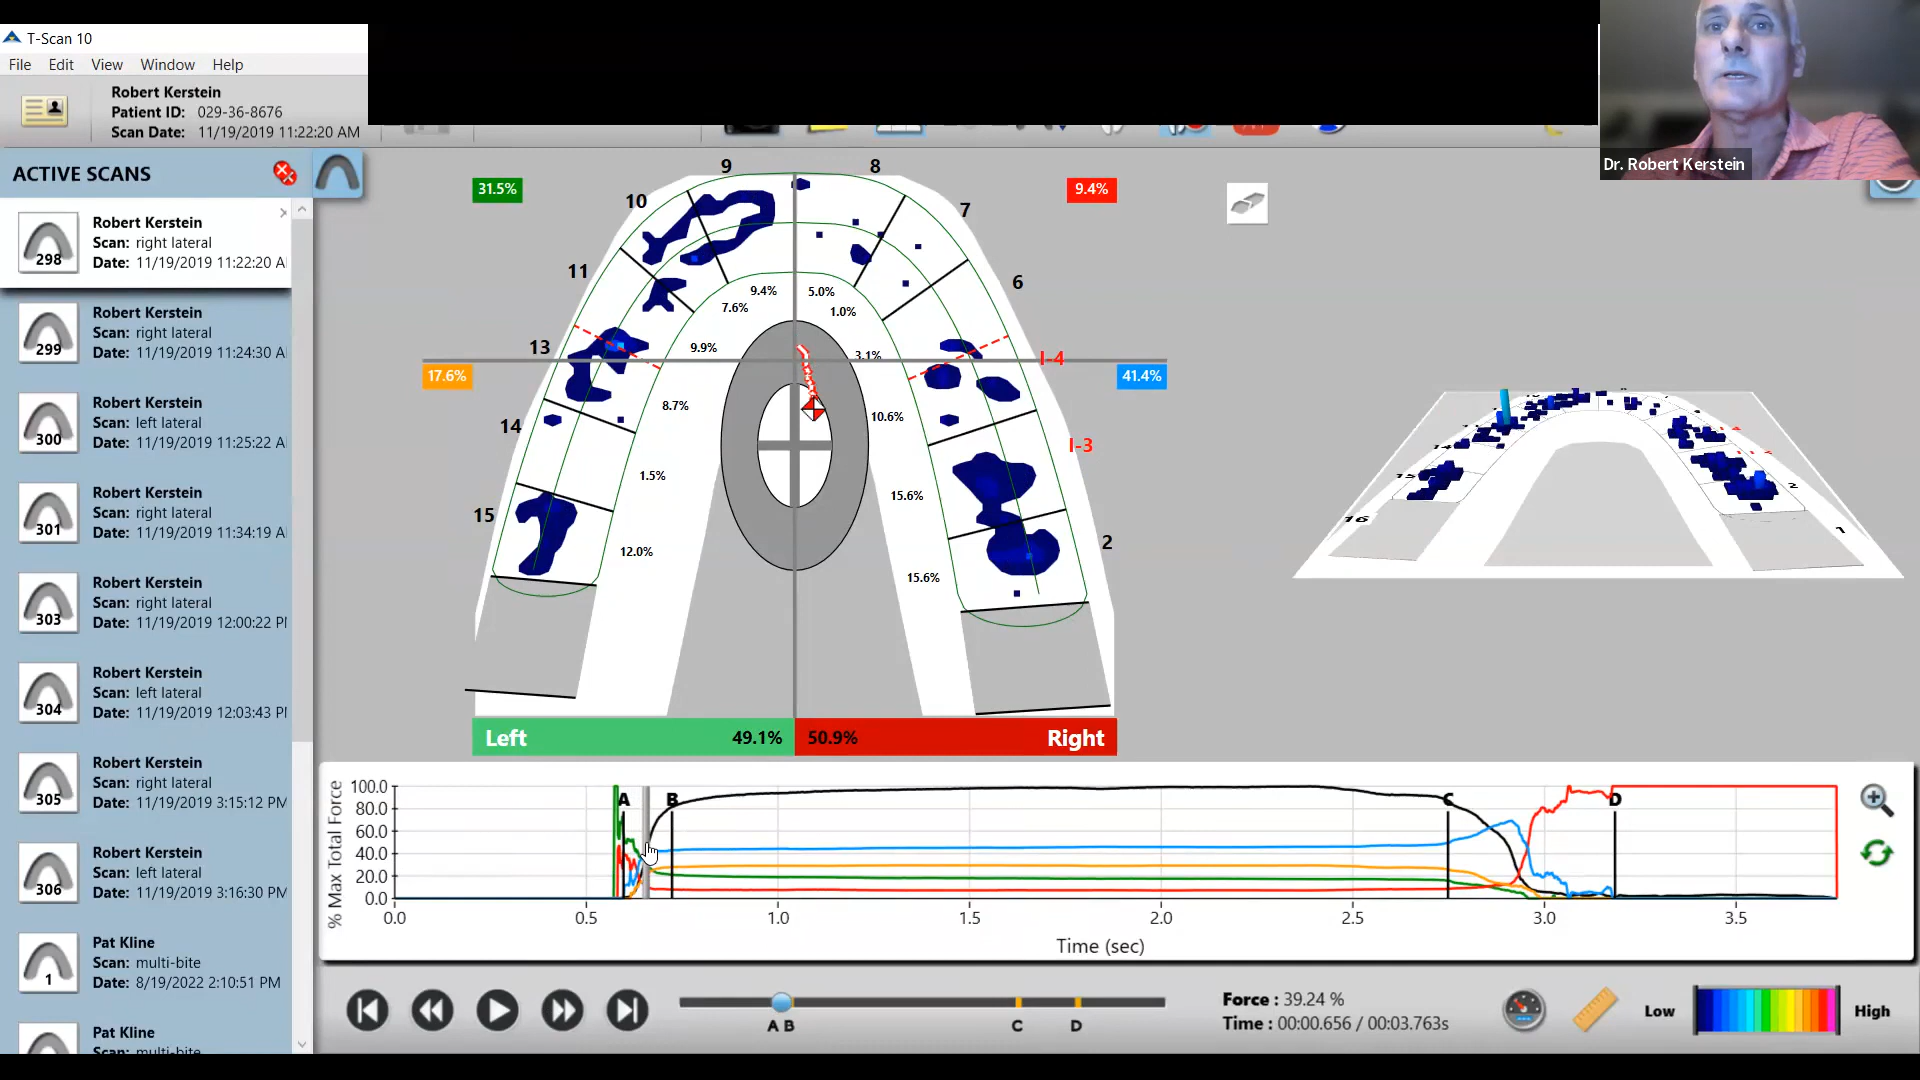 T-Scan 10
File Edit View Window Help
Robert Kerstein
Patient ID: 029-36-8676
Scan Date: 11/19/2019 11:22:20 AM
Dr. Robert Kerstein
ACTIVE SCANS
Robert Kerstein
Scan: right lateral
Date: 11/19/2019 11:22:20 A
298
Robert Kerstein
Scan: right lateral
Date: 11/19/2019 11:24:30 A
299
Robert Kerstein
Scan: left lateral
Date: 11/19/2019 11:25:22 A
300
Robert Kerstein
Scan: right lateral
Date: 11/19/2019 11:34:19 A
301
Robert Kerstein
Scan: right lateral
Date: 11/19/2019 12:00:22 P
303
Robert Kerstein
Scan: left lateral
Date: 11/19/2019 12:03:43 P
304
Robert Kerstein
Scan: right lateral
Date: 11/19/2019 3:15:12 PM
305
Robert Kerstein
Scan: left lateral
Date: 11/19/2019 3:16:30 PM
306
Pat Kline
Scan: multi-bite
Date: 8/19/2022 2:10:51 PM
1
Pat Kline
Scan: multi-bite
9 8
31.5% 9.4%
10 7
11 6
9.4% 5.0%
7.6% 1.0%
13 9.9% 3.1% I-4
17.6% 41.4%
8.7% 10.6%
14 I-3
1.5% 15.6%
15 2
12.0% 15.6%
14
15 2
16 1
Left 49.1% 50.9% Right
% Max Total Force
100.0
80.0
60.0
40.0
20.0
0.0
A B C D
0.0 0.5 1.0 1.5 2.0 2.5 3.0 3.5
Time (sec)
A B C D
Force : 39.24 %
Time : 00:00.656 / 00:03.763s
Low High